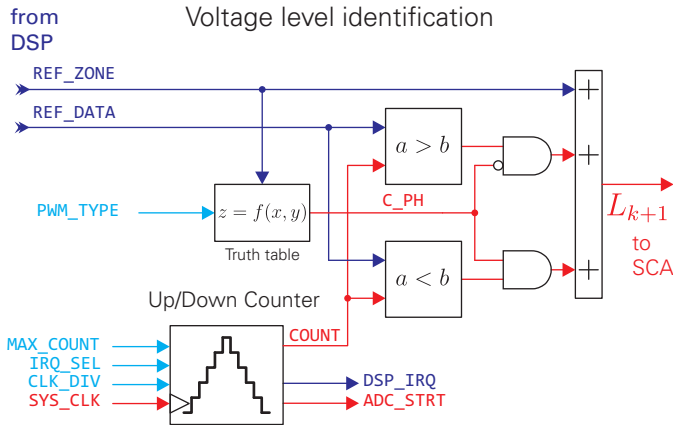 from
DSP
Voltage level identification
REF_ZONE
REF_DATA
+
a > b
+
PWM_TYPE
z = f(x, y)
C_PH
L_{k+1}
Truth table
to
SCA
a < b
+
Up/Down Counter
COUNT
MAX_COUNT
IRQ_SEL
CLK_DIV
DSP_IRQ
SYS_CLK
ADC_STRT